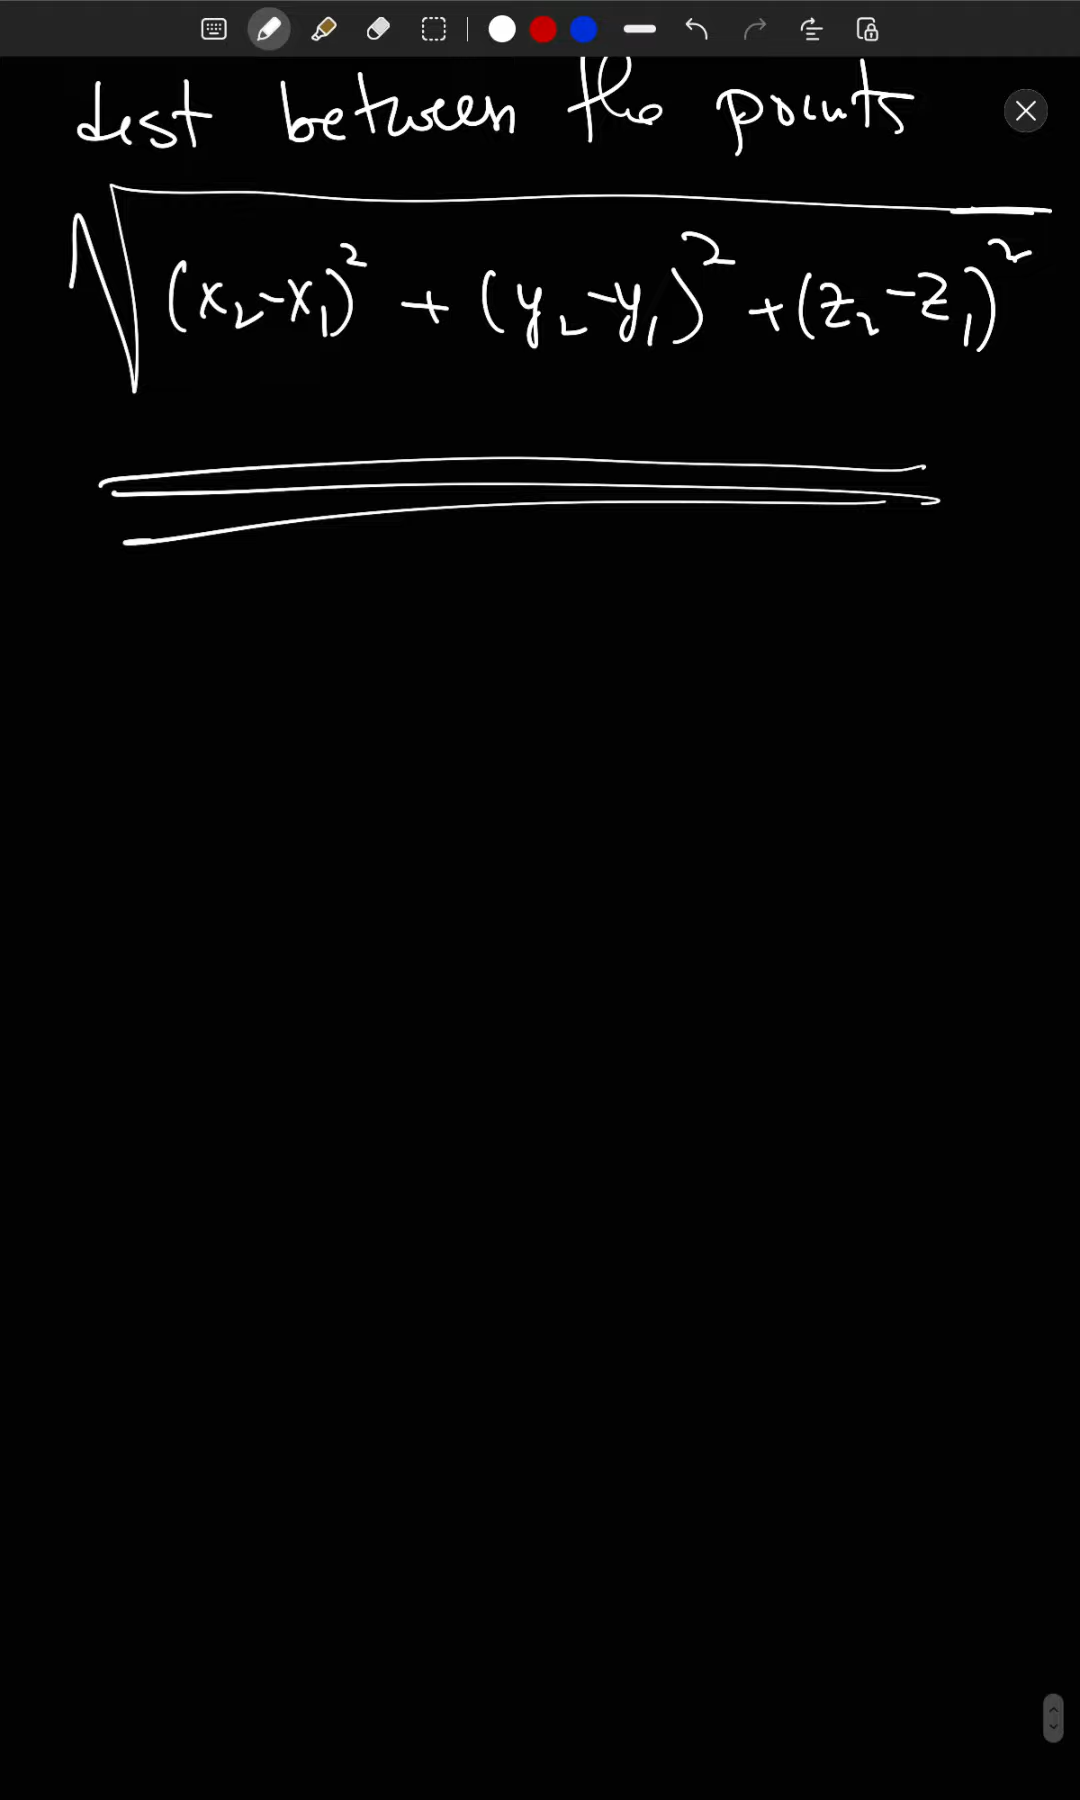 dist between the points
√(x₂-x₁)² + (y₂-y₁)² + (z₂-z₁)²